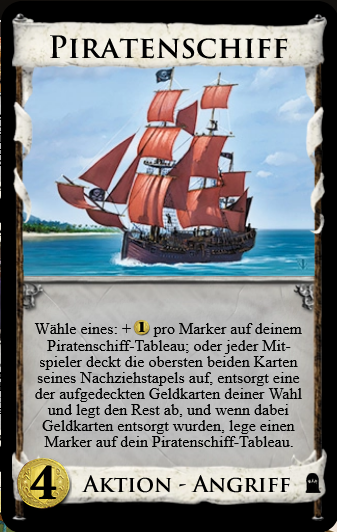 Piratenschiff
Wähle eines: + 1 pro Marker auf deinem
Piratenschiff-Tableau; oder jeder Mit-
spieler deckt die obersten beiden Karten
seines Nachziehstapels auf, entsorgt eine
der aufgedeckten Geldkarten deiner Wahl
und legt den Rest ab, und wenn dabei
Geldkarten entsorgt wurden, lege einen
Marker auf dein Piratenschiff-Tableau.
4 Aktion - Angriff